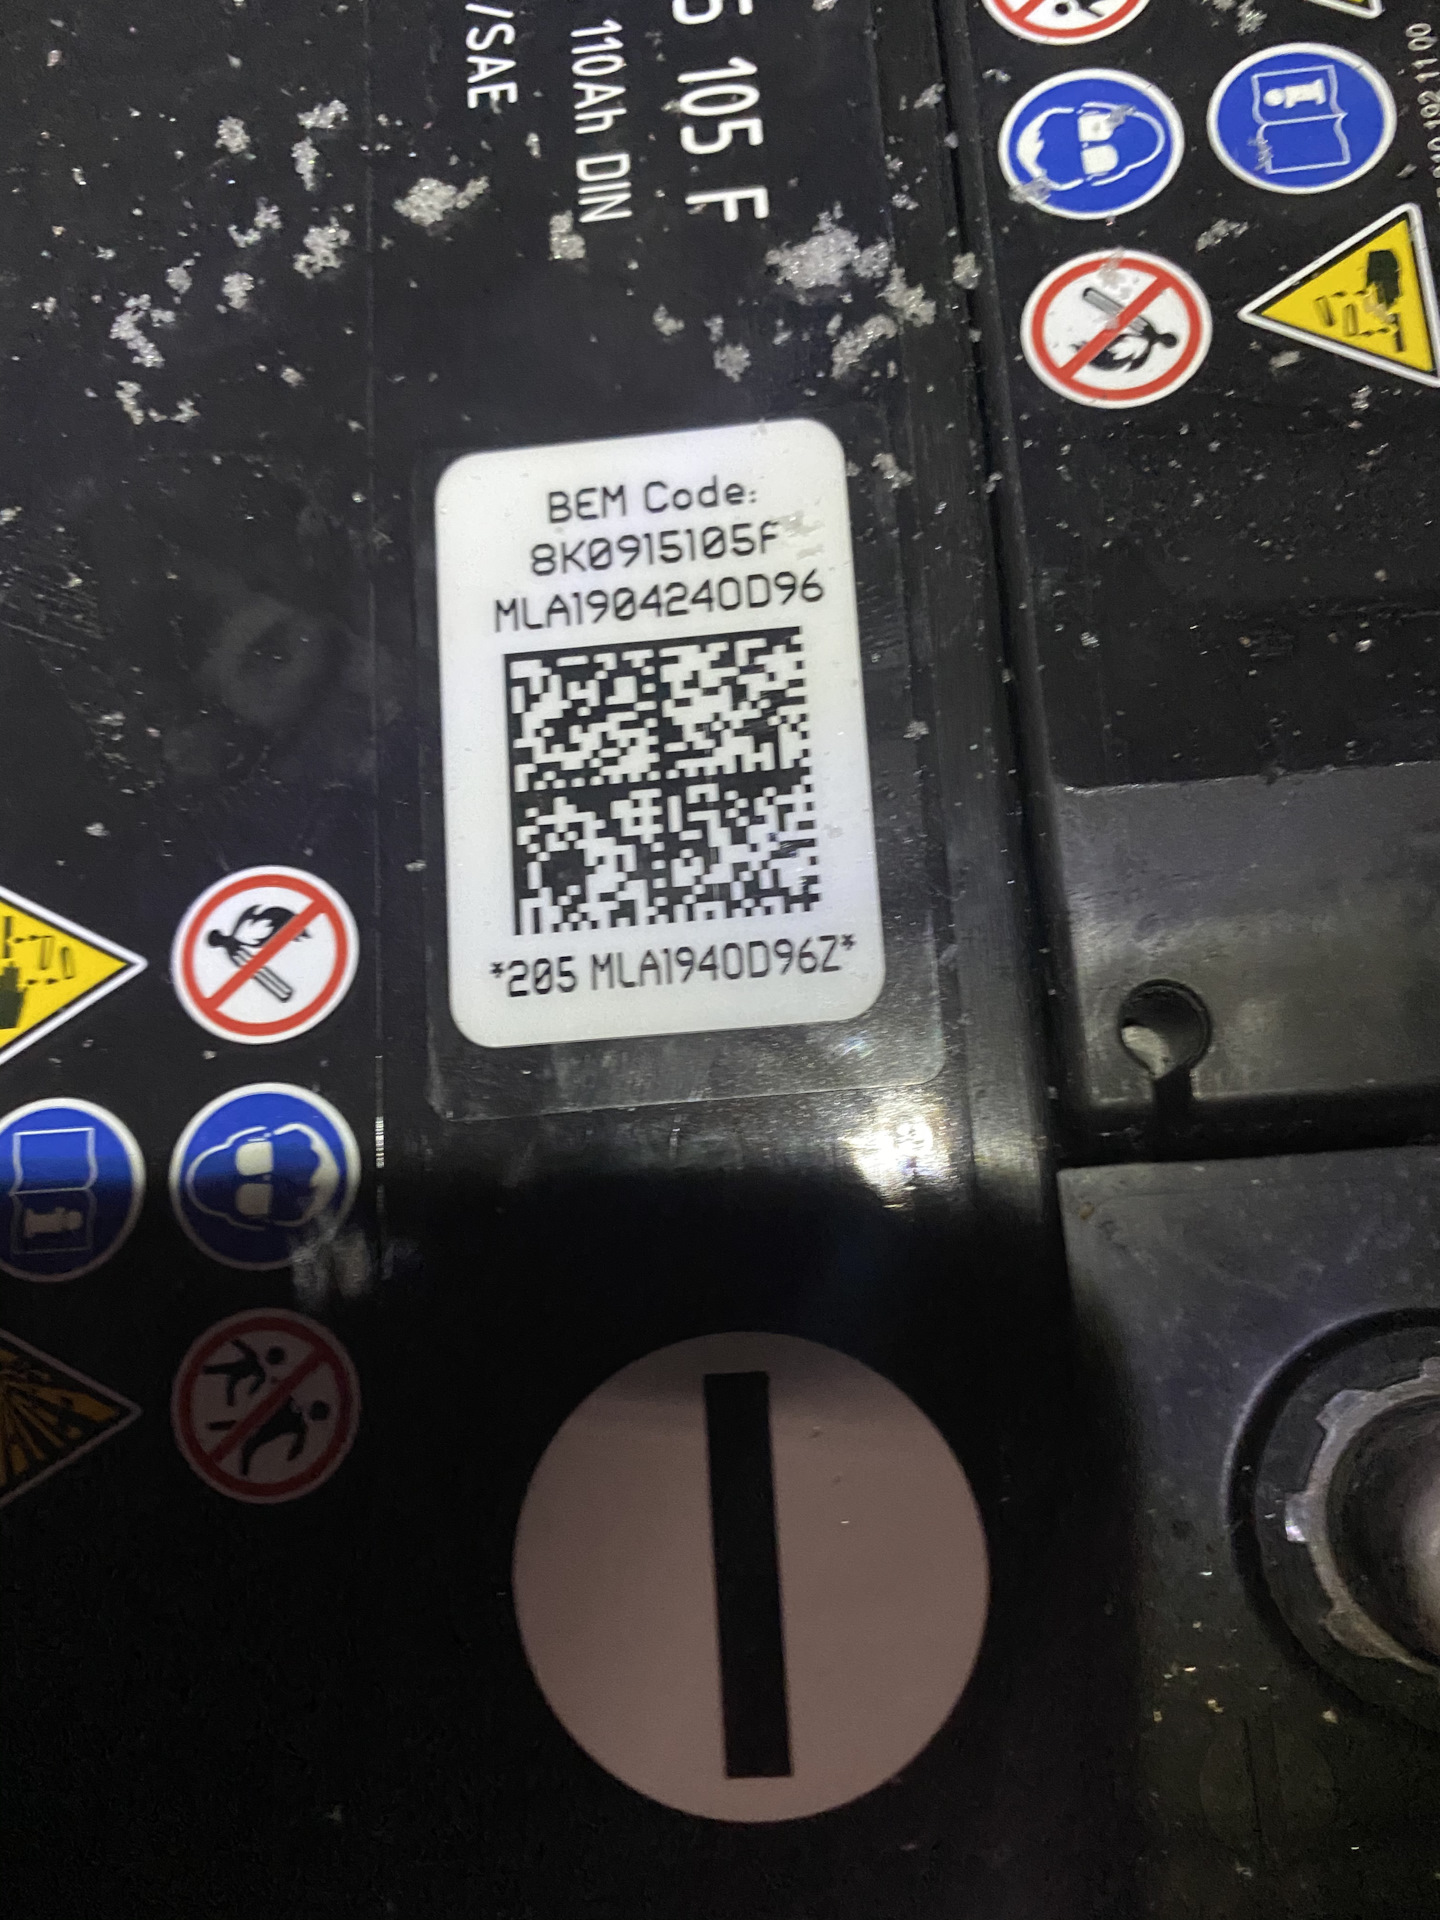 5 105 F
110Ah DIN
/SAE
BEM Code:
8K0915105F
MLA1904240D96
*205 MLA1940D96Z*